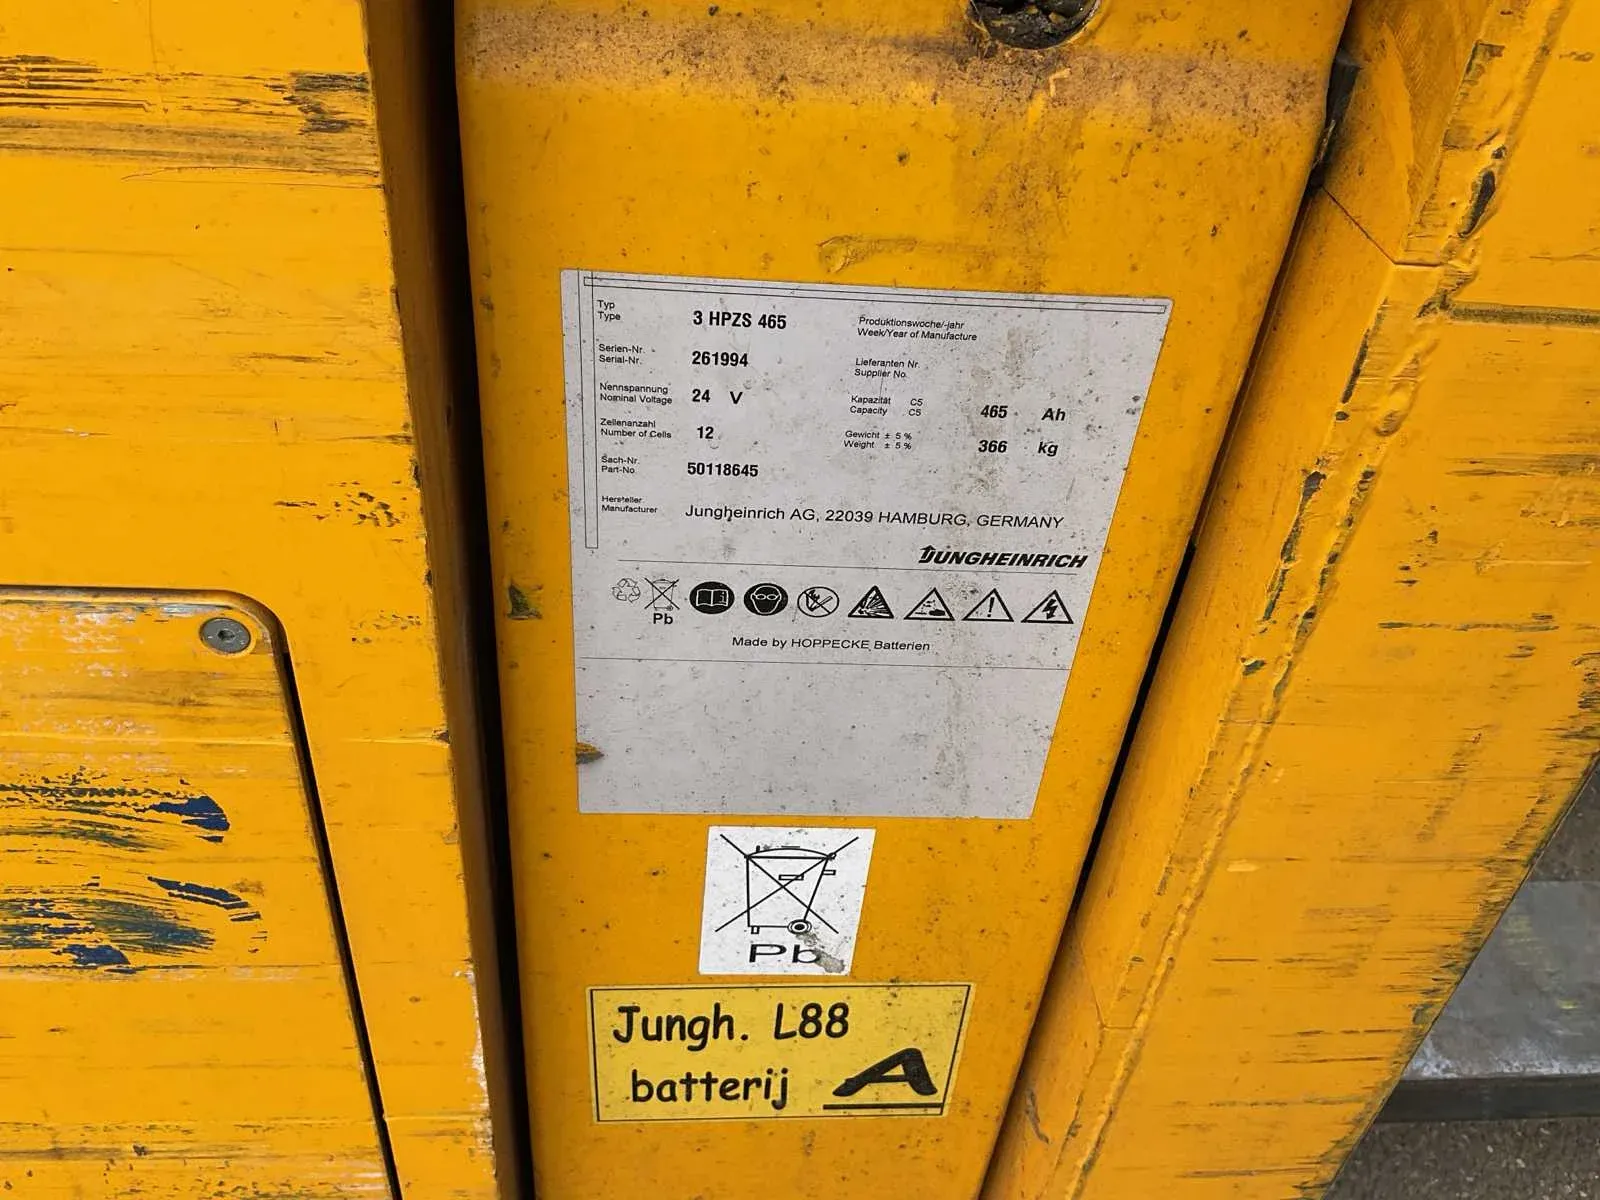 Typ
Type
3 HPZS 465
Produktionswoche/-jahr
Week/Year of Manufacture
Serien-Nr.
Serial-Nr.
261994
Lieferanten Nr.
Supplier No.
Nennspannung
Nominal Voltage
24 V
Kapazität C5
Capacity C5
465 Ah
Zellenanzahl
Number of Cells
12
Gewicht ± 5 %
Weight ± 5 %
366 kg
Sach-Nr.
Part-No.
50118645
Hersteller
Manufacturer
Jungheinrich AG, 22039 HAMBURG, GERMANY
JUNGHEINRICH
Pb
Made by HOPPECKE Batterien
Pb
Jungh. L88
batterij A